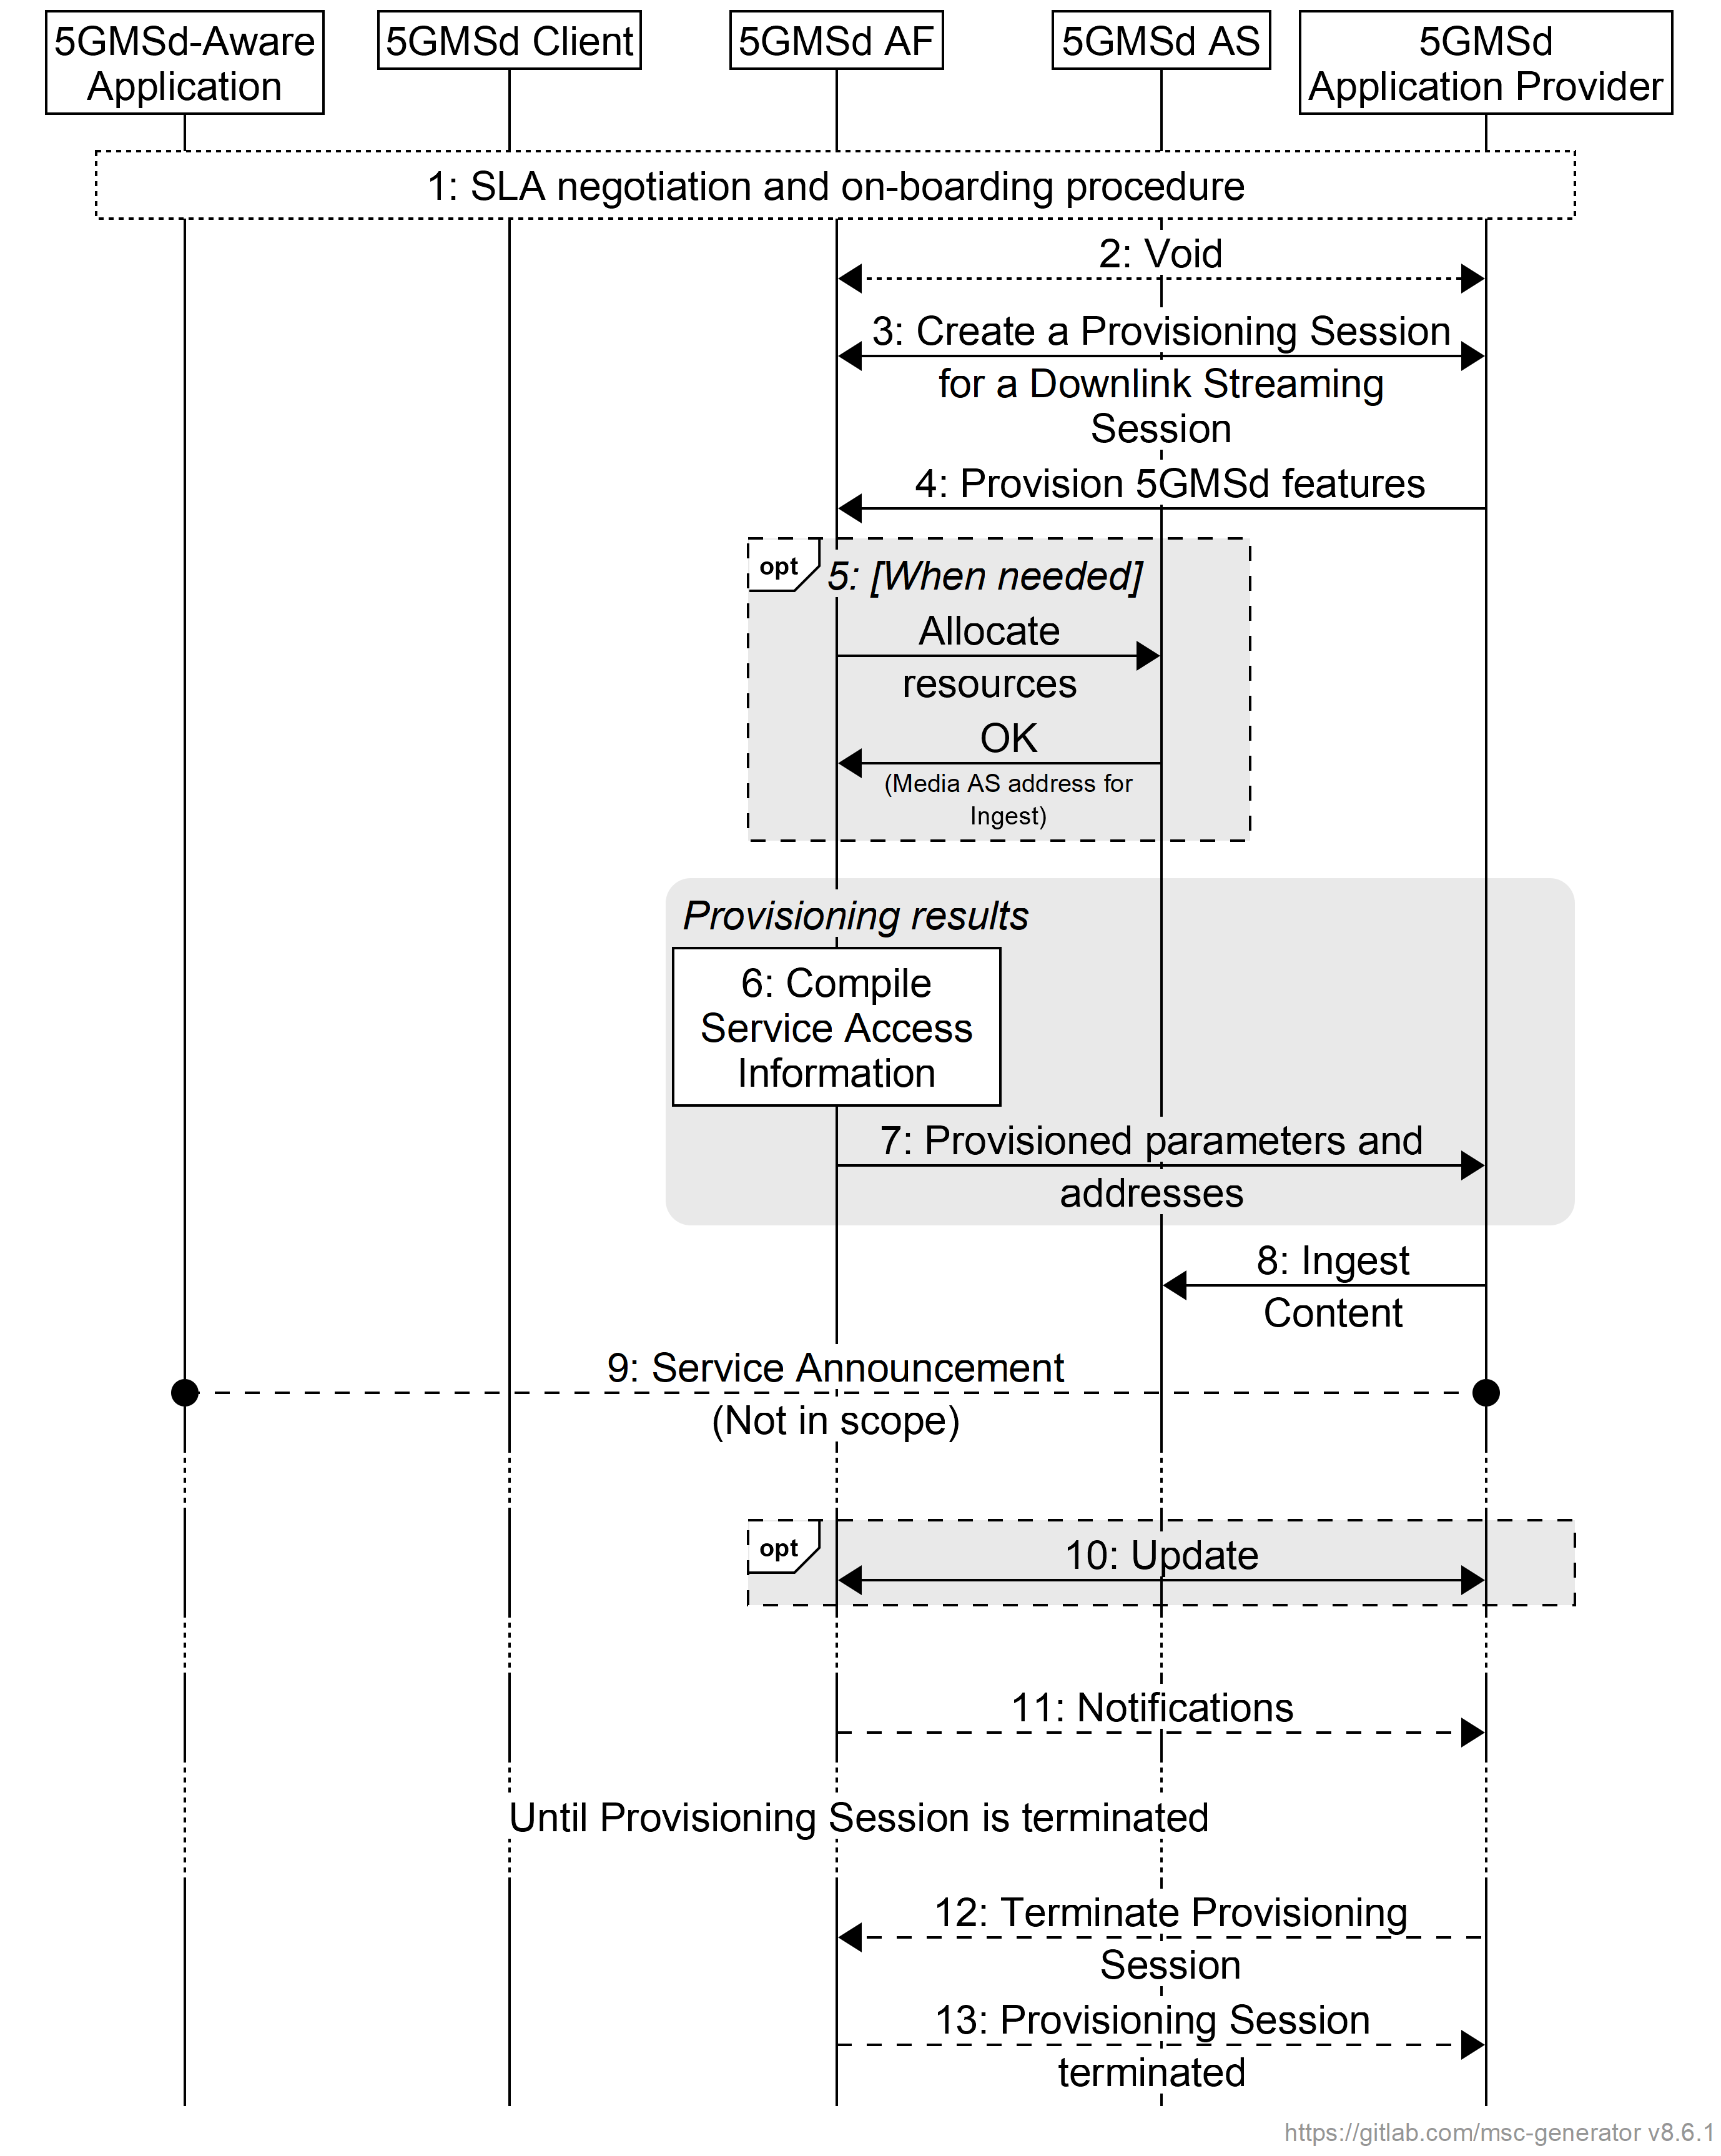 5GMSd-Aware
Application
5GMSd Client
5GMSd AF
5GMSd AS
5GMSd
Application Provider
1: SLA negotiation and on-boarding procedure
2: Void
3: Create a Provisioning Session
for a Downlink Streaming
Session
4: Provision 5GMSd features
opt
5: [When needed]
Allocate
resources
OK
(Media AS address for
Ingest)
Provisioning results
6: Compile
Service Access
Information
7: Provisioned parameters and
addresses
8: Ingest
Content
9: Service Announcement
(Not in scope)
opt
10: Update
11: Notifications
Until Provisioning Session is terminated
12: Terminate Provisioning
Session
13: Provisioning Session
terminated
https://gitlab.com/msc-generator v8.6.1